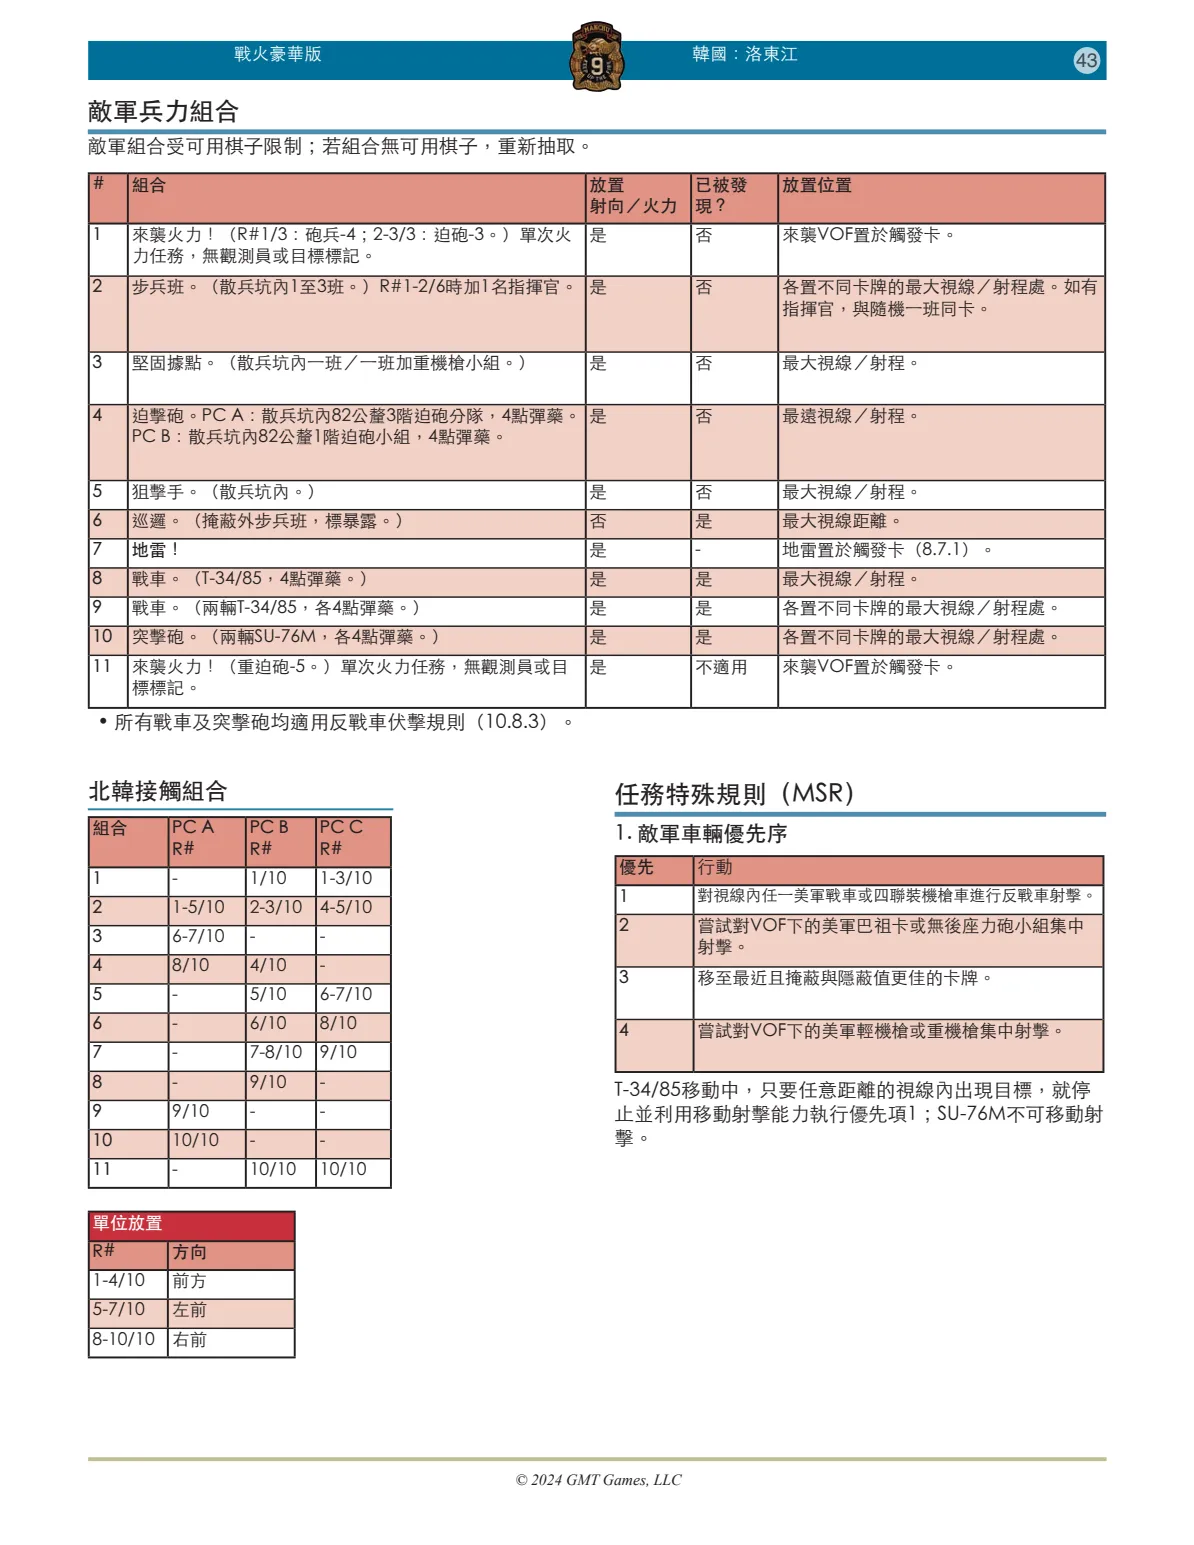 戰火豪華版
韓國：洛東江
43
MANCHU
9
敵軍兵力組合
敵軍組合受可用棋子限制；若組合無可用棋子，重新抽取。
# 組合 放置 已被發 放置位置
射向／火力 現？
1 來襲火力！（R#1/3：砲兵-4；2-3/3：迫砲-3。）單次火 是 否 來襲VOF置於觸發卡。
力任務，無觀測員或目標標記。
2 步兵班。（散兵坑內1至3班。）R#1-2/6時加1名指揮官。 是 否 各置不同卡牌的最大視線／射程處。如有
指揮官，與隨機一班同卡。
3 堅固據點。（散兵坑內一班／一班加重機槍小組。） 是 否 最大視線／射程。
4 迫擊砲。PC A：散兵坑內82公釐3階迫砲分隊，4點彈藥。 是 否 最遠視線／射程。
PC B：散兵坑內82公釐1階迫砲小組，4點彈藥。
5 狙擊手。（散兵坑內。） 是 否 最大視線／射程。
6 巡邏。（掩蔽外步兵班，標暴露。） 否 是 最大視線距離。
7 地雷！ 是 - 地雷置於觸發卡（8.7.1）。
8 戰車。（T-34/85，4點彈藥。） 是 是 最大視線／射程。
9 戰車。（兩輛T-34/85，各4點彈藥。） 是 是 各置不同卡牌的最大視線／射程處。
10 突擊砲。（兩輛SU-76M，各4點彈藥。） 是 是 各置不同卡牌的最大視線／射程處。
11 來襲火力！（重迫砲-5。）單次火力任務，無觀測員或目 是 不適用 來襲VOF置於觸發卡。
標標記。
• 所有戰車及突擊砲均適用反戰車伏擊規則（10.8.3）。
北韓接觸組合
組合 PC A PC B PC C
R# R# R#
1 - 1/10 1-3/10
2 1-5/10 2-3/10 4-5/10
3 6-7/10 - -
4 8/10 4/10 -
5 - 5/10 6-7/10
6 - 6/10 8/10
7 - 7-8/10 9/10
8 - 9/10 -
9 9/10 - -
10 10/10 - -
11 - 10/10 10/10
單位放置
R# 方向
1-4/10 前方
5-7/10 左前
8-10/10 右前
任務特殊規則（MSR）
1. 敵軍車輛優先序
優先 行動
1 對視線內任一美軍戰車或四聯裝機槍車進行反戰車射擊。
2 嘗試對VOF下的美軍巴祖卡或無後座力砲小組集中
射擊。
3 移至最近且掩蔽與隱蔽值更佳的卡牌。
4 嘗試對VOF下的美軍輕機槍或重機槍集中射擊。
T-34/85移動中，只要任意距離的視線內出現目標，就停
止並利用移動射擊能力執行優先項1；SU-76M不可移動射
擊。
© 2024 GMT Games, LLC